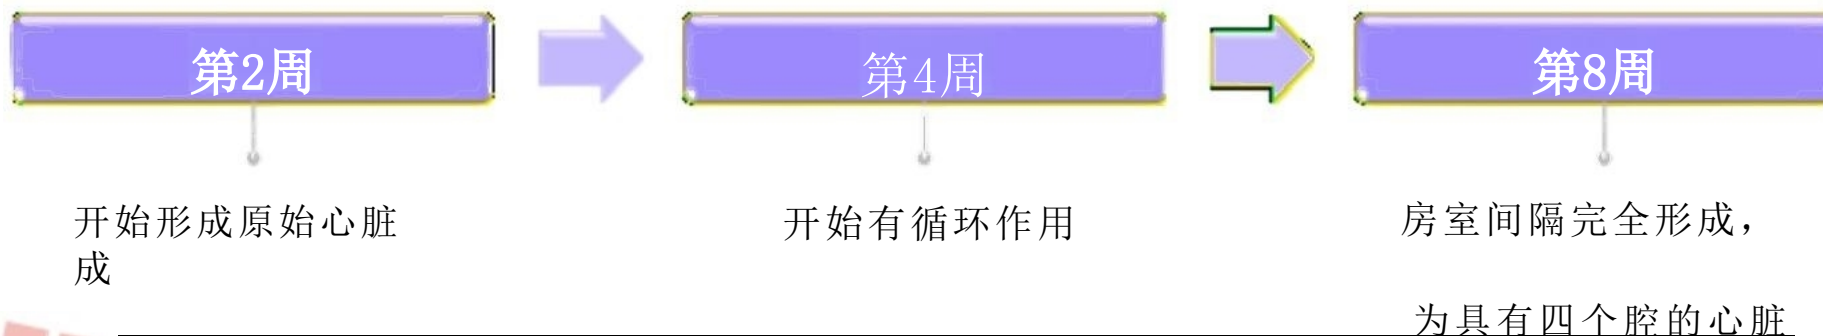 第2周
第4周
第8周
开始形成原始心脏
成
开始有循环作用
房室间隔完全形成，
为具有四个腔的心脏